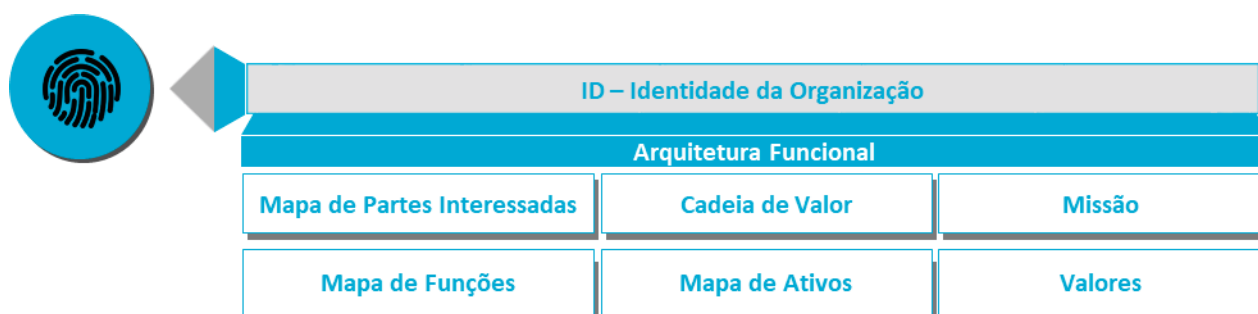 ID – Identidade da Organização
Arquitetura Funcional
Mapa de Partes Interessadas
Cadeia de Valor
Missão
Mapa de Funções
Mapa de Ativos
Valores